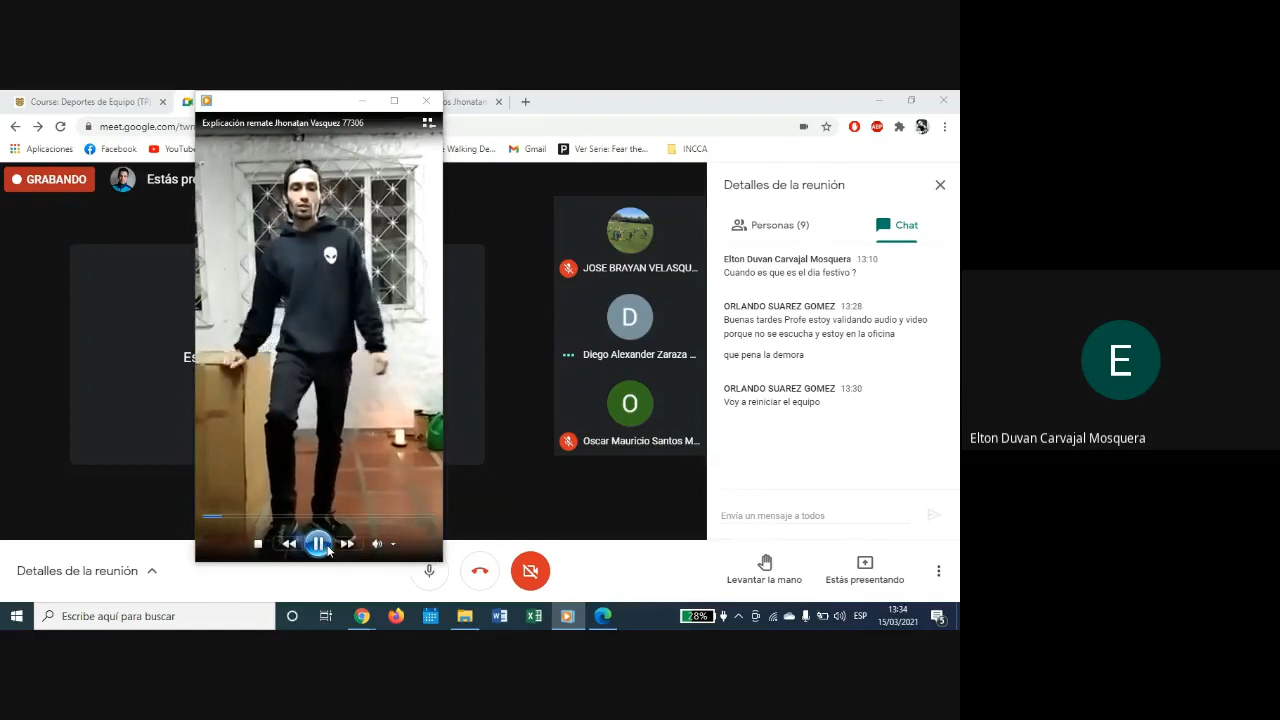 Course: Deportes de Equipo (TP)
os Jhonatan
meet.google.com/twn
Aplicaciones
Facebook
YouTube
Walking De...
Gmail
Ver Serie: Fear the...
INCCA
Explicación remate Jhonatan Vasquez 77306
GRABANDO
Estás pre
Es
JOSE BRAYAN VELASQU...
D
Diego Alexander Zaraza ...
O
Oscar Mauricio Santos M...
Detalles de la reunión
Personas (9)
Chat
Elton Duvan Carvajal Mosquera 13:10
Cuando es que es el día festivo ?
ORLANDO SUAREZ GOMEZ 13:28
Buenas tardes Profe estoy validando audio y video
porque no se escucha y estoy en la oficina
que pena la demora
ORLANDO SUAREZ GOMEZ 13:30
Voy a reiniciar el equipo
Envía un mensaje a todos
Detalles de la reunión
Levantar la mano
Estás presentando
Escribe aquí para buscar
28%
ESP
13:34
15/03/2021
5
E
Elton Duvan Carvajal Mosquera